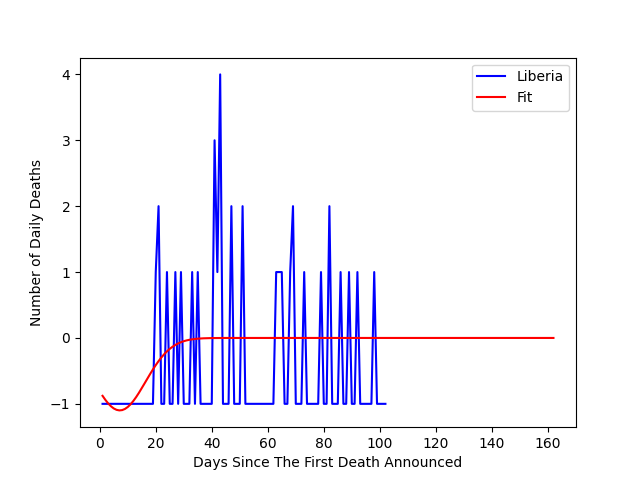 Liberia
Fit
4
3
2
1
0
−1
Number of Daily Deaths
0 20 40 60 80 100 120 140 160
Days Since The First Death Announced